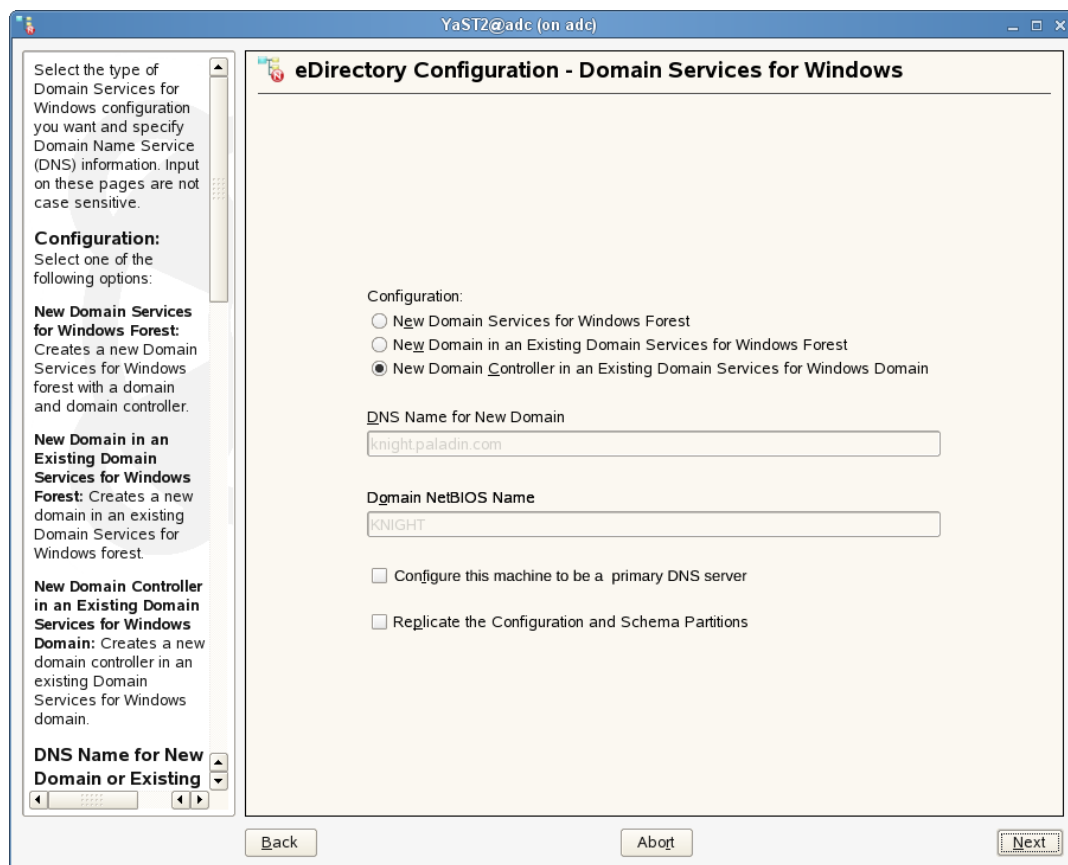 YaST2@adc (on adc)
Select the type of
Domain Services for
Windows configuration
you want and specify
Domain Name Service
(DNS) information. Input
on these pages are not
case sensitive.
Configuration:
Select one of the
following options:
New Domain Services
for Windows Forest:
Creates a new Domain
Services for Windows
forest with a domain
and domain controller.
New Domain in an
Existing Domain
Services for Windows
Forest: Creates a new
domain in an existing
Domain Services for
Windows forest.
New Domain Controller
in an Existing Domain
Services for Windows
Domain: Creates a new
domain controller in an
existing Domain
Services for Windows
domain.
DNS Name for New
Domain or Existing
eDirectory Configuration - Domain Services for Windows
Configuration:
New Domain Services for Windows Forest
New Domain in an Existing Domain Services for Windows Forest
New Domain Controller in an Existing Domain Services for Windows Domain
DNS Name for New Domain
knight.paladin.com
Domain NetBIOS Name
KNIGHT
Configure this machine to be a primary DNS server
Replicate the Configuration and Schema Partitions
Back
Abort
Next